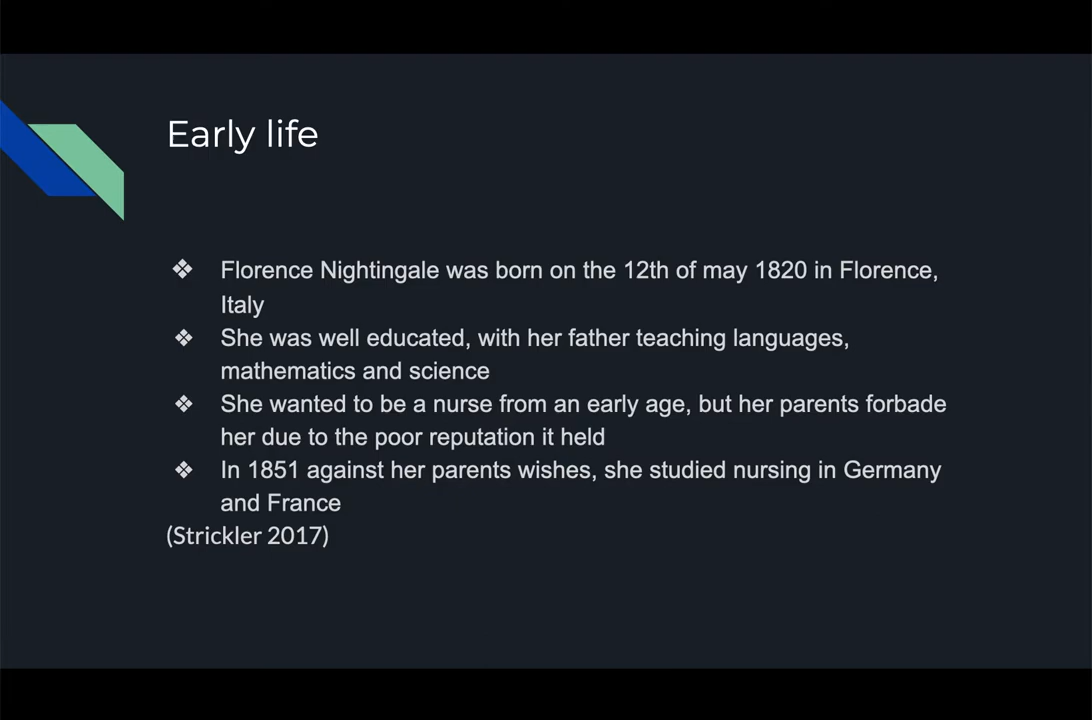 Early life
❖ Florence Nightingale was born on the 12th of may 1820 in Florence,
Italy
❖ She was well educated, with her father teaching languages,
mathematics and science
❖ She wanted to be a nurse from an early age, but her parents forbade
her due to the poor reputation it held
❖ In 1851 against her parents wishes, she studied nursing in Germany
and France
(Strickler 2017)